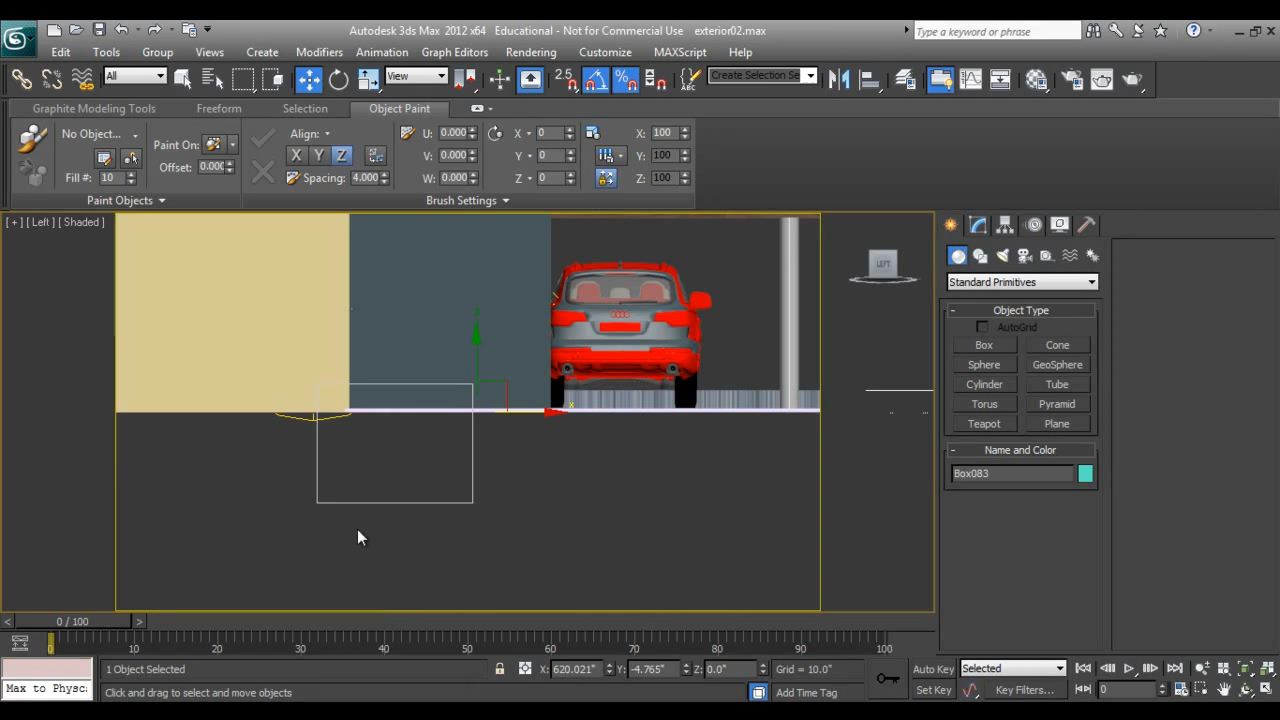 Autodesk 3ds Max 2012 x64 Educational - Not for Commercial Use exterior02.max
Type a keyword or phrase
Edit Tools Group Views Create Modifiers Animation Graph Editors Rendering Customize MAXScript Help
All View 2.5 Create Selection Se
Graphite Modeling Tools Freeform Selection Object Paint
No Object... Paint On: Align: U: 0.000 X 0 X: 100
X Y Z V: 0.000 Y 0 Y: 100
Offset: 0.000
Fill #: 10 Spacing: 4.000 W: 0.000 Z 0 Z: 100
Paint Objects Brush Settings
[ + ] [ Left ] [ Shaded ]
LEFT
Standard Primitives
- Object Type
AutoGrid
Box Cone
Sphere GeoSphere
Cylinder Tube
Torus Pyramid
Teapot Plane
- Name and Color
Box083
x
< 0 / 100 >
0 10 20 30 40 50 60 70 80 90 100
1 Object Selected X: 620.021" Y: -4.765" Z: 0.0" Grid = 10.0" Auto Key Selected
Max to Physc
Click and drag to select and move objects Add Time Tag Set Key Key Filters... 0